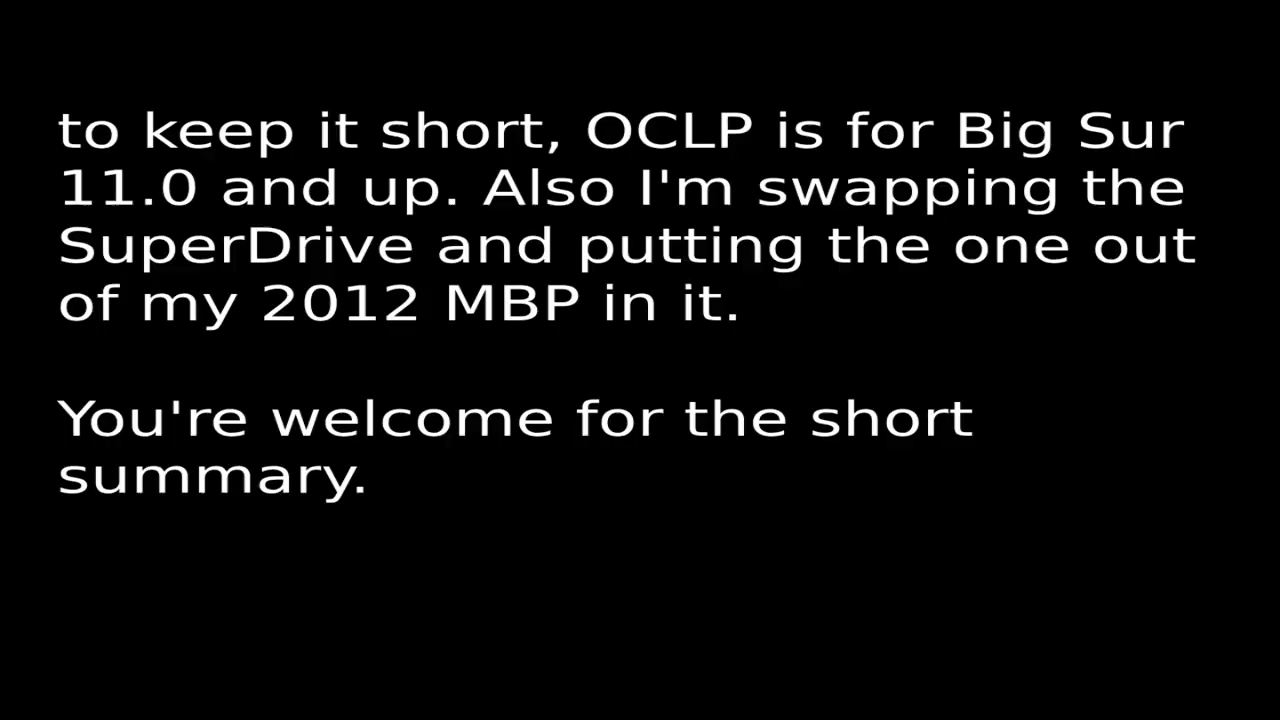 to keep it short, OCLP is for Big Sur
11.0 and up. Also I'm swapping the
SuperDrive and putting the one out
of my 2012 MBP in it.
You're welcome for the short
summary.